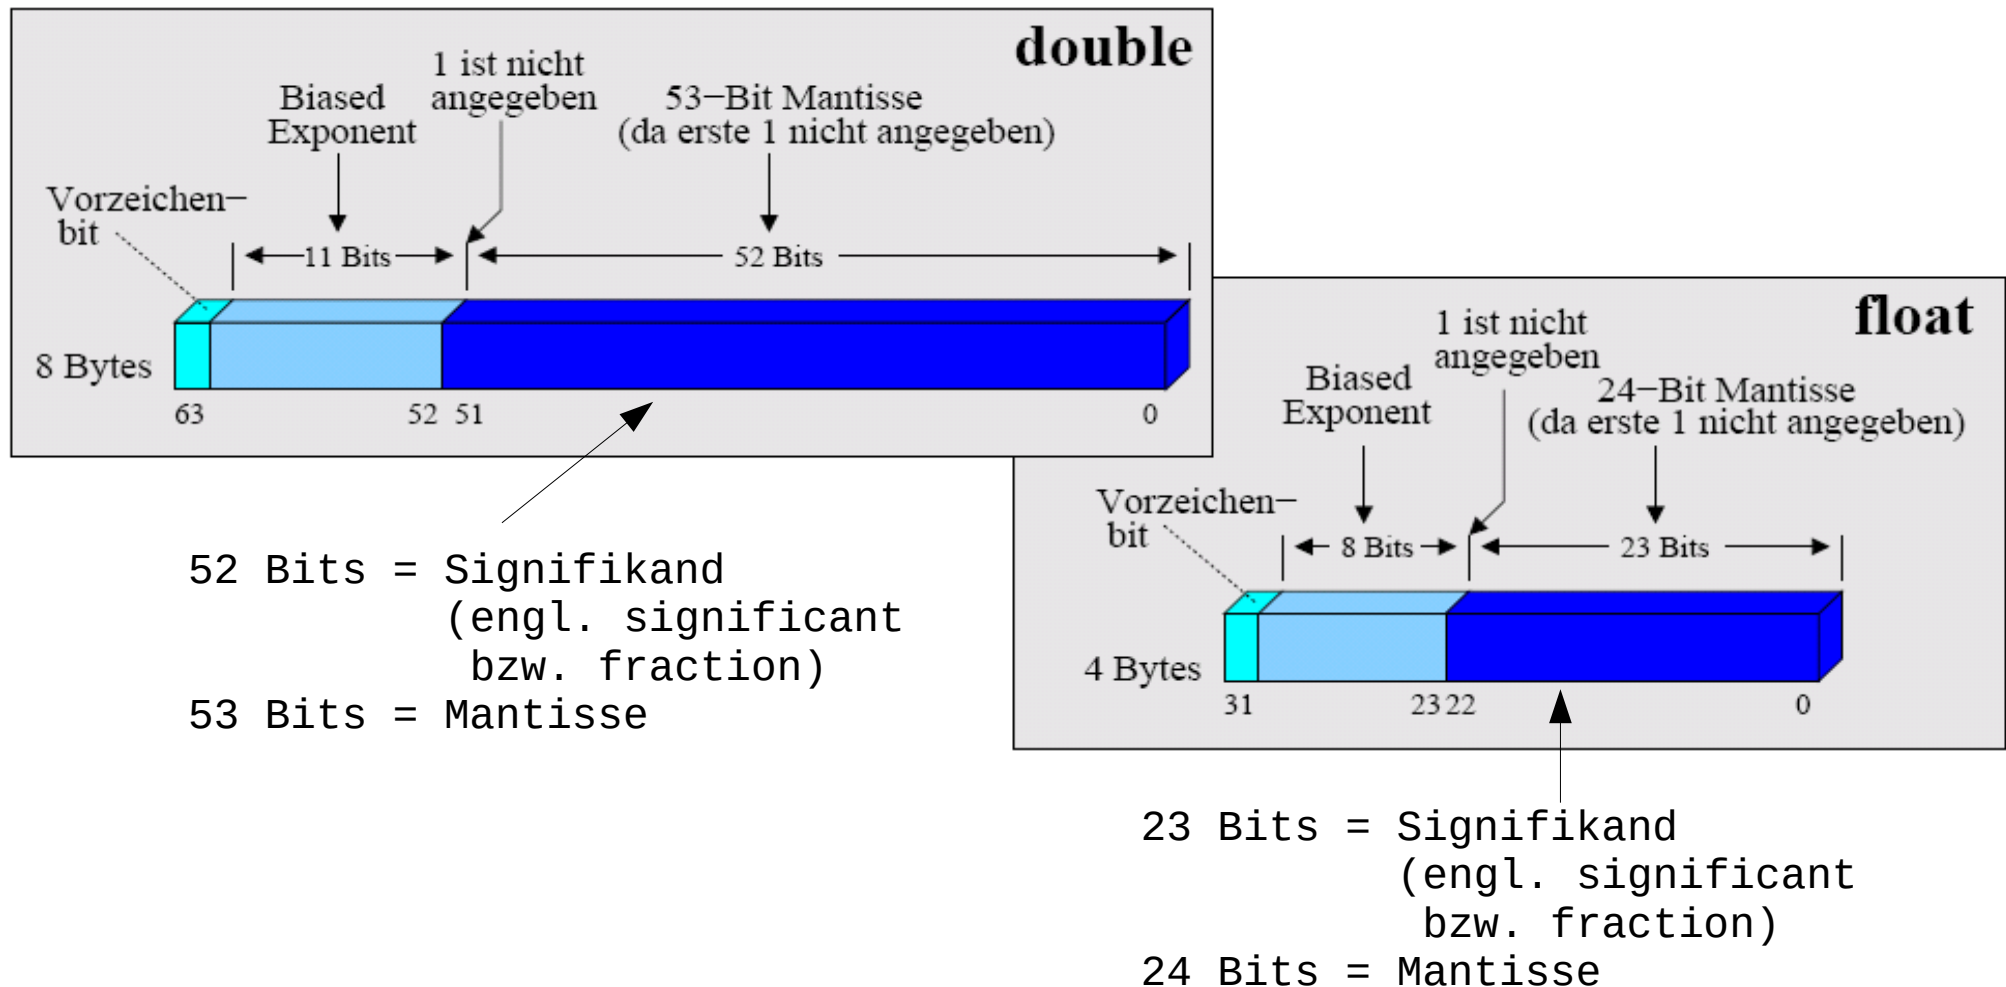 double
1 ist nicht
angegeben
Biased
Exponent
53–Bit Mantisse
(da erste 1 nicht angegeben)
Vorzeichen–
bit
11 Bits
52 Bits
8 Bytes
63
52 51
0
52 Bits = Signifikand
(engl. significant
bzw. fraction)
53 Bits = Mantisse
float
1 ist nicht
angegeben
Biased
Exponent
24–Bit Mantisse
(da erste 1 nicht angegeben)
Vorzeichen–
bit
8 Bits
23 Bits
4 Bytes
31
23 22
0
23 Bits = Signifikand
(engl. significant
bzw. fraction)
24 Bits = Mantisse